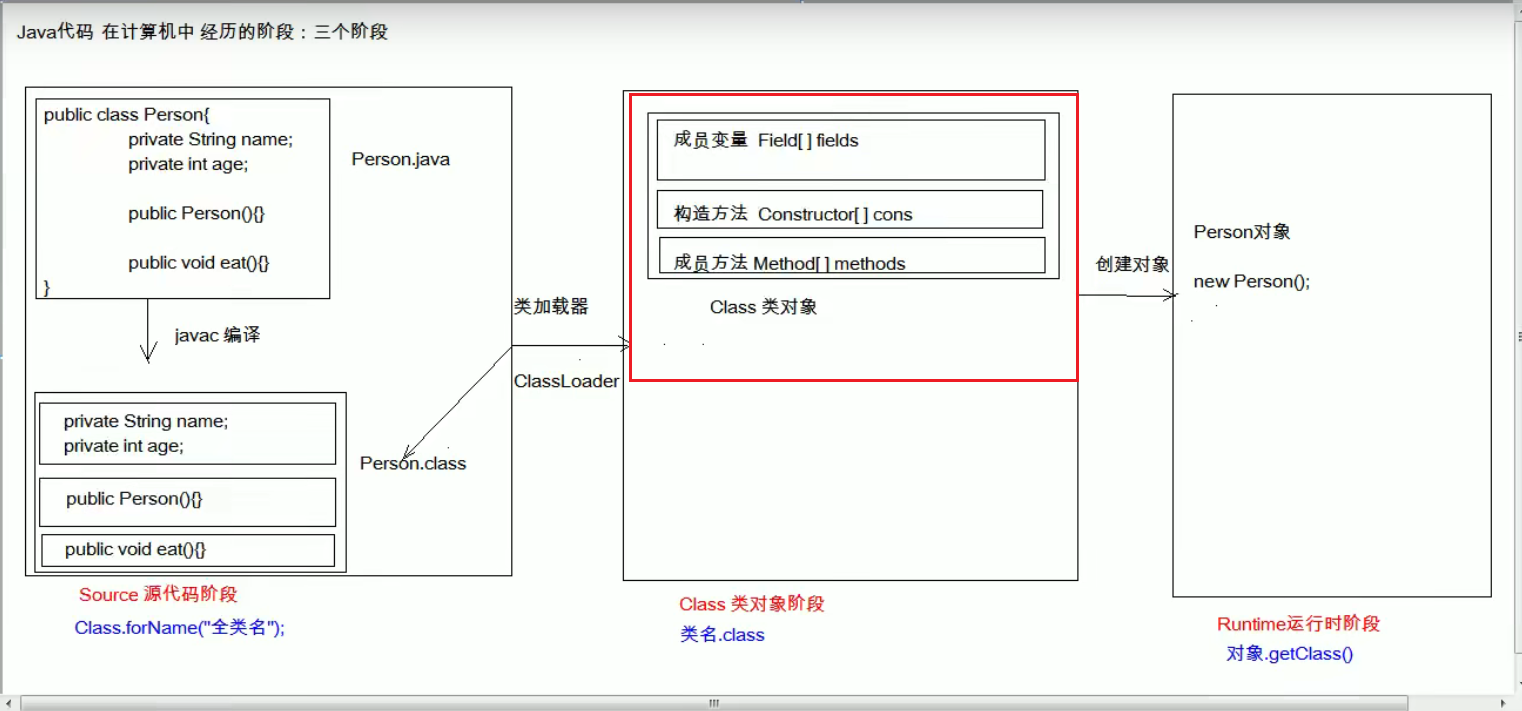 Java代码 在计算机中 经历的阶段：三个阶段
public class Person{
private String name;
private int age;
public Person(){}
public void eat(){}
}
Person.java
javac 编译
private String name;
private int age;
public Person(){}
public void eat(){}
Person.class
Source 源代码阶段
Class.forName("全类名");
类加载器
ClassLoader
成员变量 Field[ ] fields
构造方法 Constructor[ ] cons
成员方法 Method[ ] methods
Class 类对象
Class 类对象阶段
类名.class
创建对象
Person对象
new Person();
Runtime运行时阶段
对象.getClass()